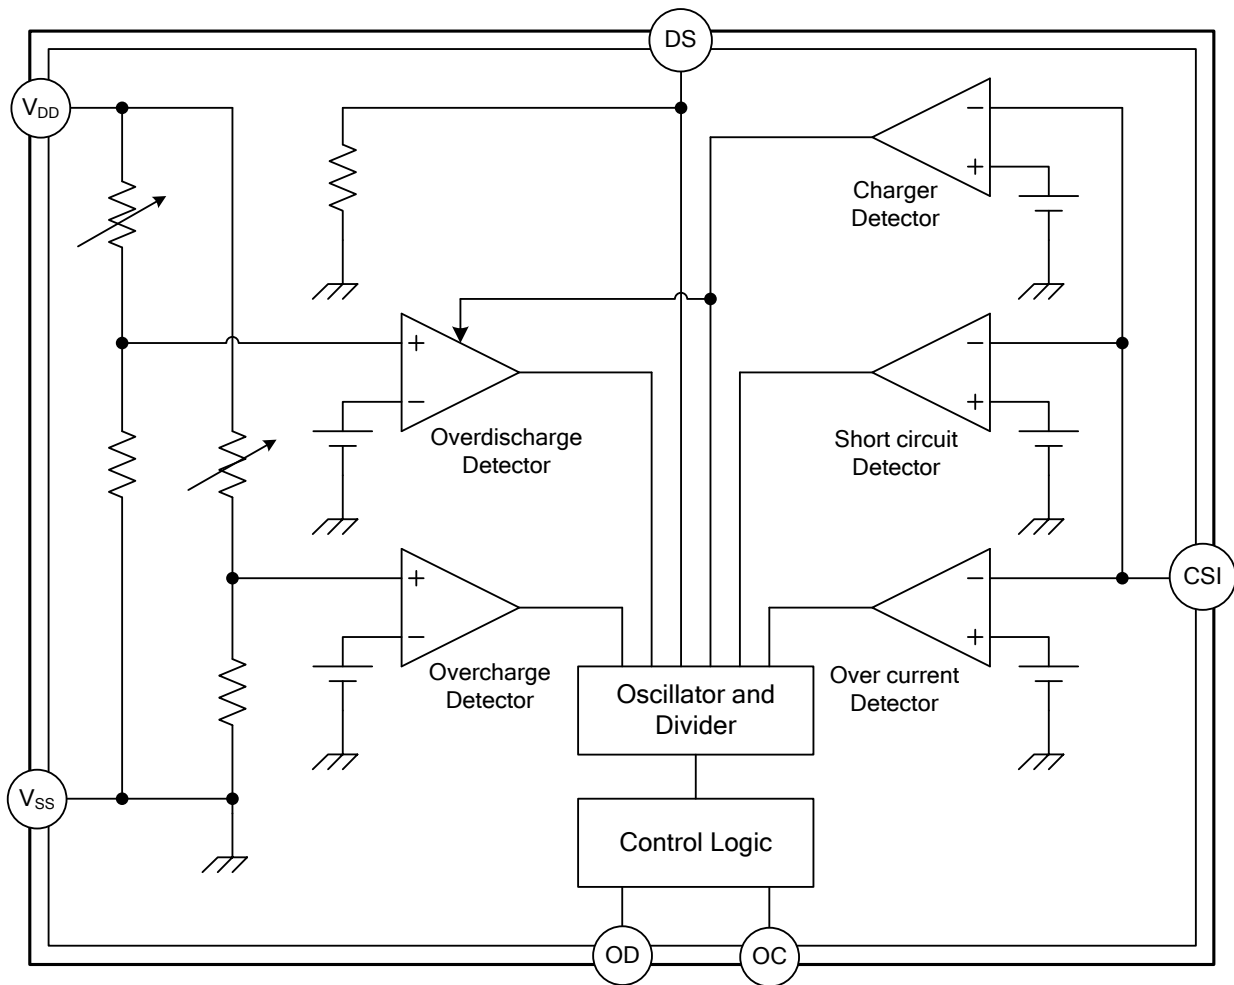 DS
VDD
−
+
Charger
Detector
+
−
Overdischarge
Detector
−
+
Short circuit
Detector
+
−
Overcharge
Detector
−
+
Over current
Detector
CSI
Oscillator and
Divider
VSS
Control Logic
OD
OC